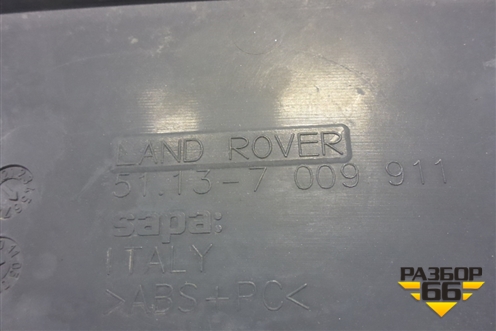 LAND ROVER
51.13-7 009 911
sapa:
ITALY
>ABS+PC<
РАЗБОР
66